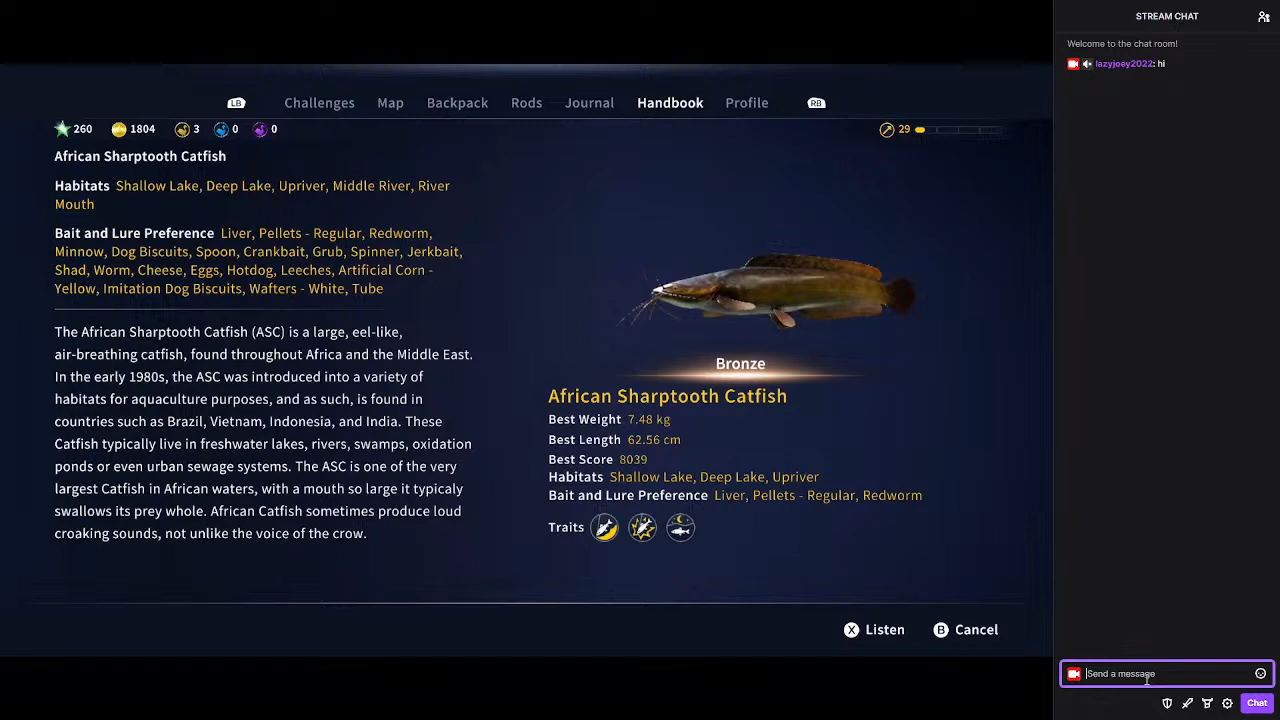 STREAM CHAT
Welcome to the chat room!
lazyjoey2022: hi
LB Challenges Map Backpack Rods Journal Handbook Profile RB
260 1804 3 0 0 29
African Sharptooth Catfish
Habitats Shallow Lake, Deep Lake, Upriver, Middle River, River
Mouth
Bait and Lure Preference Liver, Pellets - Regular, Redworm,
Minnow, Dog Biscuits, Spoon, Crankbait, Grub, Spinner, Jerkbait,
Shad, Worm, Cheese, Eggs, Hotdog, Leeches, Artificial Corn -
Yellow, Imitation Dog Biscuits, Wafters - White, Tube
The African Sharptooth Catfish (ASC) is a large, eel-like,
air-breathing catfish, found throughout Africa and the Middle East.
In the early 1980s, the ASC was introduced into a variety of
habitats for aquaculture purposes, and as such, is found in
countries such as Brazil, Vietnam, Indonesia, and India. These
Catfish typically live in freshwater lakes, rivers, swamps, oxidation
ponds or even urban sewage systems. The ASC is one of the very
largest Catfish in African waters, with a mouth so large it typicaly
swallows its prey whole. African Catfish sometimes produce loud
croaking sounds, not unlike the voice of the crow.
Bronze
African Sharptooth Catfish
Best Weight 7.48 kg
Best Length 62.56 cm
Best Score 8039
Habitats Shallow Lake, Deep Lake, Upriver
Bait and Lure Preference Liver, Pellets - Regular, Redworm
Traits
X Listen B Cancel
Send a message
Chat